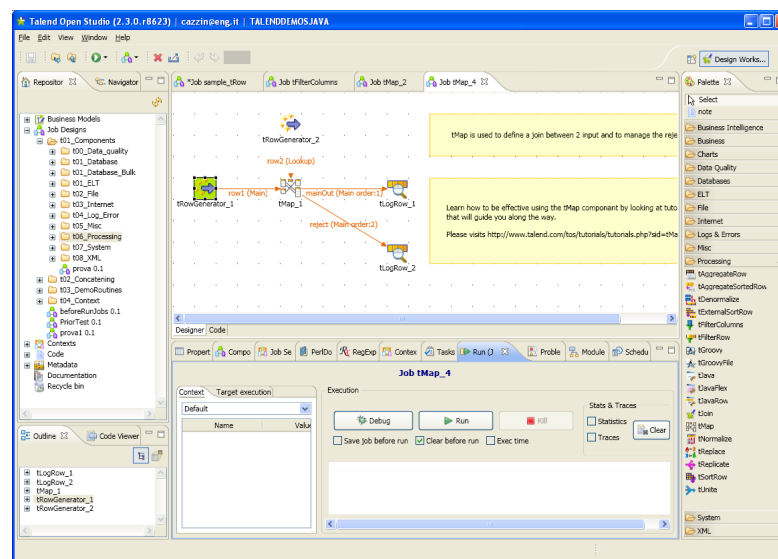 Talend Open Studio (2.3.0.r8623) | cazzin@eng.it | TALENDDEMOSJAVA
File Edit View Window Help
Design Works...
Repositor
Navigator
Business Models
Job Designs
t01_Components
t00_Data_quality
t01_Database
t01_Database_Bulk
t01_ELT
t02_File
t03_Internet
t04_Log_Error
t05_Misc
t06_Processing
t07_System
t08_XML
prova 0.1
t02_Concatening
t03_DemoRoutines
t04_Context
beforeRunJobs 0.1
PriorTest 0.1
prova1 0.1
Contexts
Code
Metadata
Documentation
Recycle bin
Outline
Code Viewer
tLogRow_1
tLogRow_2
tMap_1
tRowGenerator_1
tRowGenerator_2
*Job sample_tRow
Job tFilterColumns
Job tMap_2
Job tMap_4
tRowGenerator_2
row2 (Lookup)
tRowGenerator_1
row1 (Main)
tMap_1
mainOut (Main order:1)
tLogRow_1
reject (Main order:2)
tLogRow_2
tMap is used to define a join between 2 input and to manage the reje
Learn how to be effective using the tMap componant by looking at tuto
that will guide you along the way.
Please visits http://www.talend.com/tos/tutorials/tutorials.php?sid=tMa
Designer Code
Propert
Compo
Job Se
PerlDo
RegExp
Contex
Tasks
Run (J
Proble
Module
Schedu
Job tMap_4
Context
Target execution
Default
Name
Valu
Execution
Debug
Run
Kill
Save Job before run
Clear before run
Exec time
Stats & Traces
Statistics
Traces
Clear
Palette
Select
note
Business Intelligence
Business
Charts
Data Quality
Databases
ELT
File
Internet
Logs & Errors
Misc
Processing
tAggregateRow
tAggregateSortedRow
tDenormalize
tExternalSortRow
tFilterColumns
tFilterRow
tGroovy
tGroovyFile
tJava
tJavaFlex
tJavaRow
tJoin
tMap
tNormalize
tReplace
tReplicate
tSortRow
tUnite
System
XML